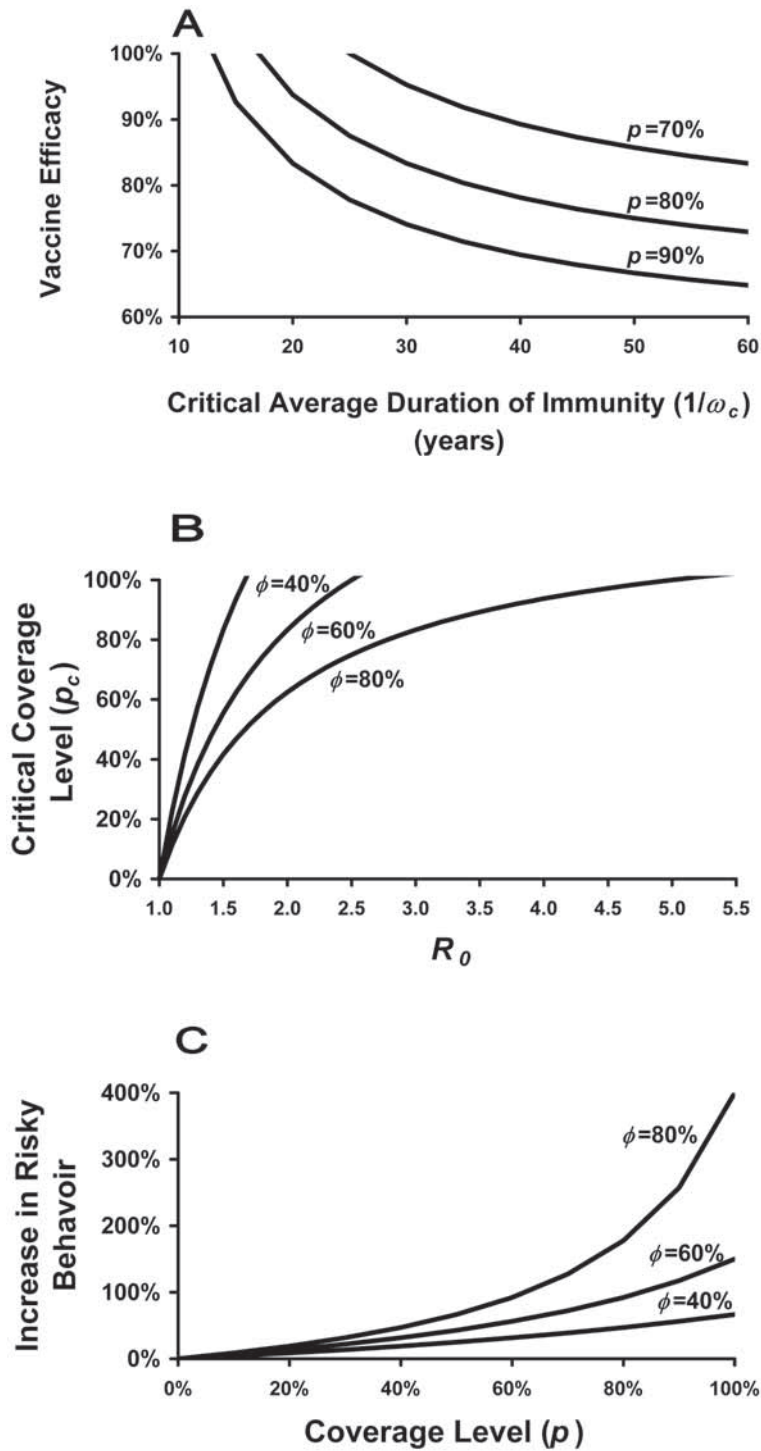 A
100%
90%
80%
70%
60%
Vaccine Efficacy
p=70%
p=80%
p=90%
10 20 30 40 50 60
Critical Average Duration of Immunity (1/ω_c)
(years)
B
100%
80%
60%
40%
20%
0%
Critical Coverage
Level (p_c)
ϕ=40%
ϕ=60%
ϕ=80%
1.0 1.5 2.0 2.5 3.0 3.5 4.0 4.5 5.0 5.5
R_0
C
400%
300%
200%
100%
0%
Increase in Risky
Behavoir
ϕ=80%
ϕ=60%
ϕ=40%
0% 20% 40% 60% 80% 100%
Coverage Level (p)